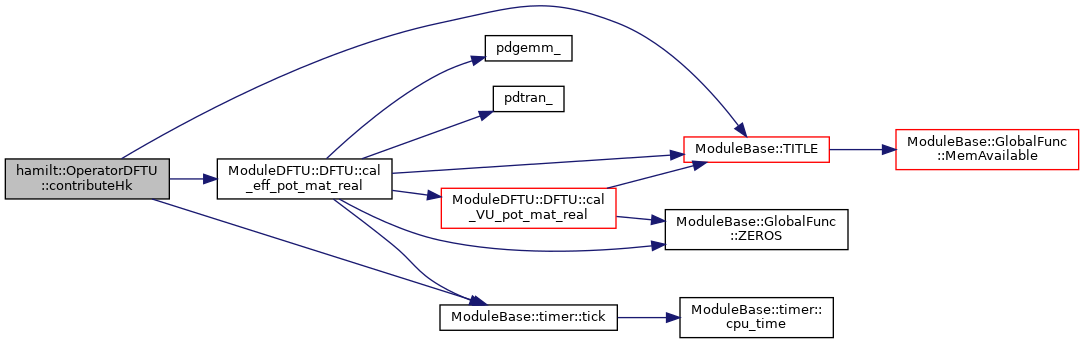 hamilt::OperatorDFTU
::contributeHk
ModuleDFTU::DFTU::cal
_eff_pot_mat_real
pdgemm_
pdtran_
ModuleBase::TITLE
ModuleBase::GlobalFunc
::MemAvailable
ModuleDFTU::DFTU::cal
_VU_pot_mat_real
ModuleBase::GlobalFunc
::ZEROS
ModuleBase::timer::tick
ModuleBase::timer::
cpu_time